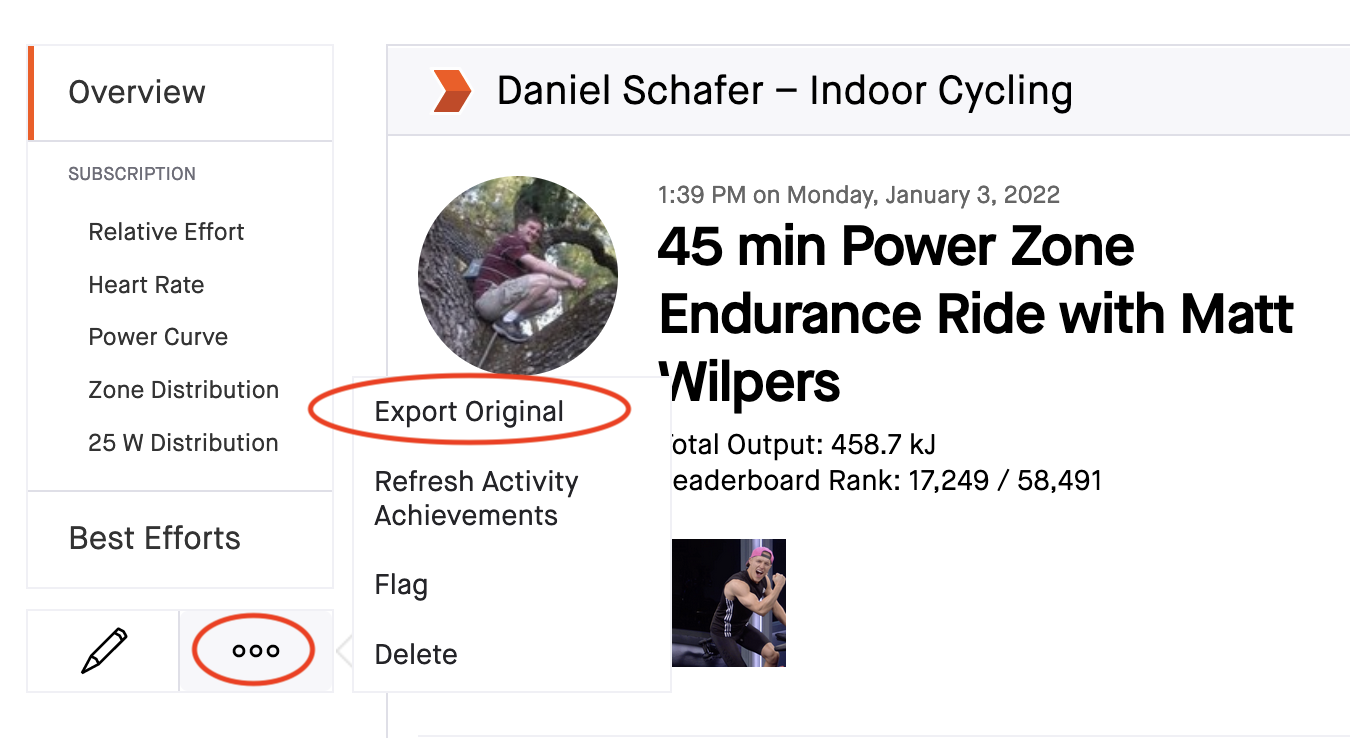 Overview
SUBSCRIPTION
Relative Effort
Heart Rate
Power Curve
Zone Distribution
25 W Distribution
Best Efforts
Daniel Schafer – Indoor Cycling
1:39 PM on Monday, January 3, 2022
45 min Power Zone
Endurance Ride with Matt
Wilpers
otal Output: 458.7 kJ
eaderboard Rank: 17,249 / 58,491
Export Original
Refresh Activity
Achievements
Flag
Delete